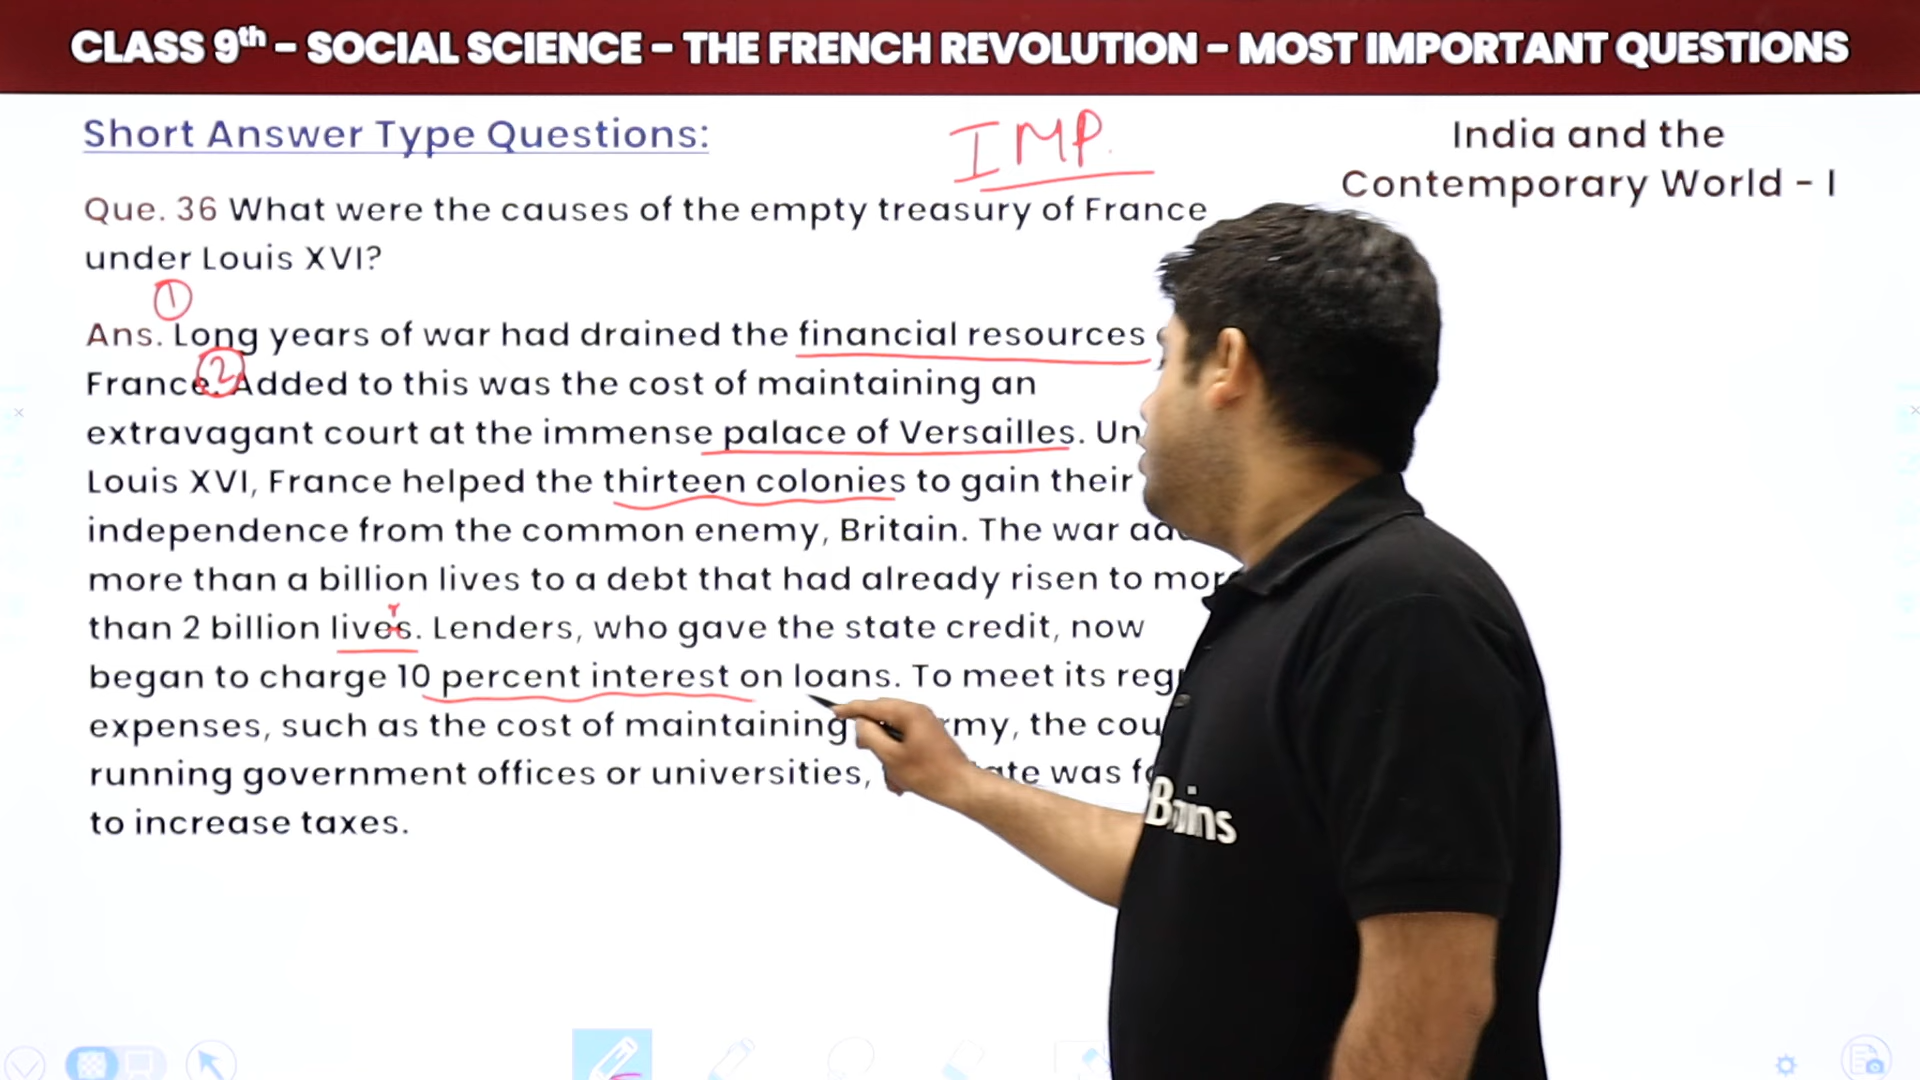 CLASS 9th – SOCIAL SCIENCE – THE FRENCH REVOLUTION – MOST IMPORTANT QUESTIONS
Short Answer Type Questions:
IMP.
India and the
Contemporary World - I
Que. 36 What were the causes of the empty treasury of France
under Louis XVI?
1
Ans. Long years of war had drained the financial resources
2
France. Added to this was the cost of maintaining an
extravagant court at the immense palace of Versailles.
Louis XVI, France helped the thirteen colonies to gain their
independence from the common enemy, Britain. The war
more than a billion lives to a debt that had already risen to
r
than 2 billion lives. Lenders, who gave the state credit, now
began to charge 10 percent interest on loans. To meet its
expenses, such as the cost of maintaining the
running government offices or universities, was
to increase taxes.
Brains